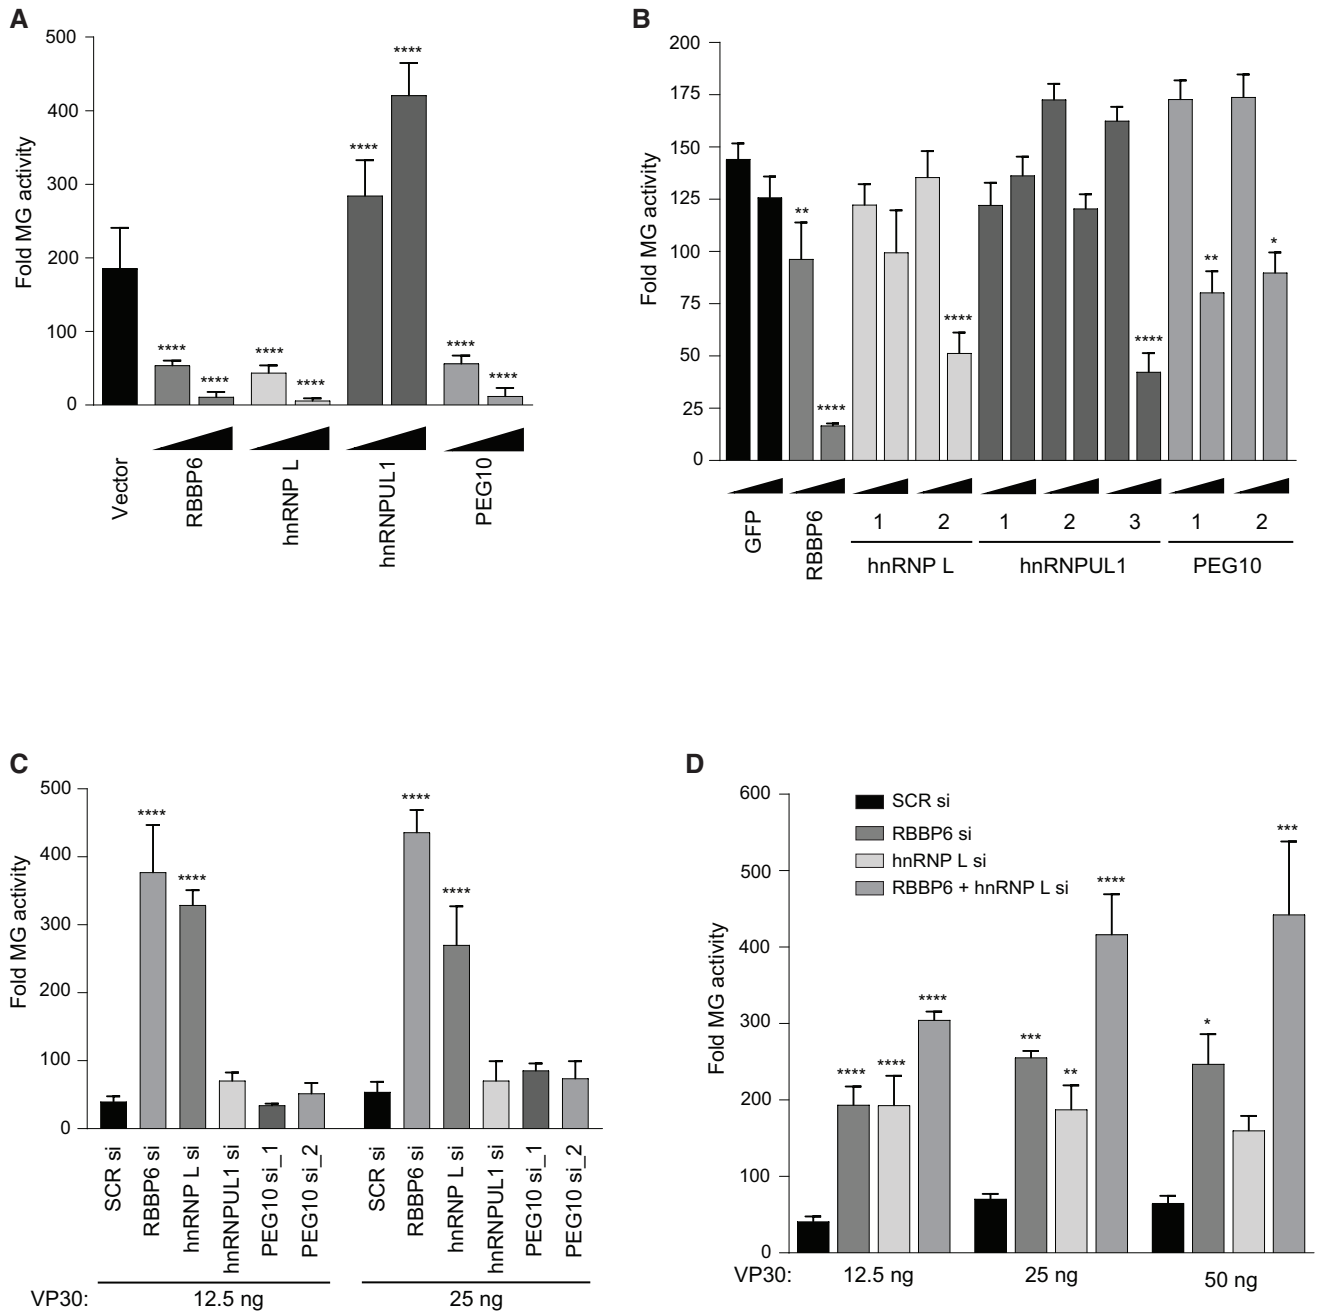 A
500
400
300
200
100
0
Fold MG activity
****
****
****
****
****
****
****
****
Vector
RBBP6
hnRNP L
hnRNPUL1
PEG10
B
200
175
150
125
100
75
50
25
0
Fold MG activity
**
****
****
****
**
*
GFP
RBBP6
1 2 1 2 3 1 2
hnRNP L hnRNPUL1 PEG10
C
500
400
300
200
100
0
Fold MG activity
****
****
****
****
SCR si
RBBP6 si
hnRNP L si
hnRNPUL1 si
PEG10 si_1
PEG10 si_2
SCR si
RBBP6 si
hnRNP L si
hnRNPUL1 si
PEG10 si_1
PEG10 si_2
VP30: 12.5 ng 25 ng
D
600
500
400
300
200
100
0
Fold MG activity
SCR si
RBBP6 si
hnRNP L si
RBBP6 + hnRNP L si
****
****
****
***
**
****
*
***
VP30: 12.5 ng 25 ng 50 ng